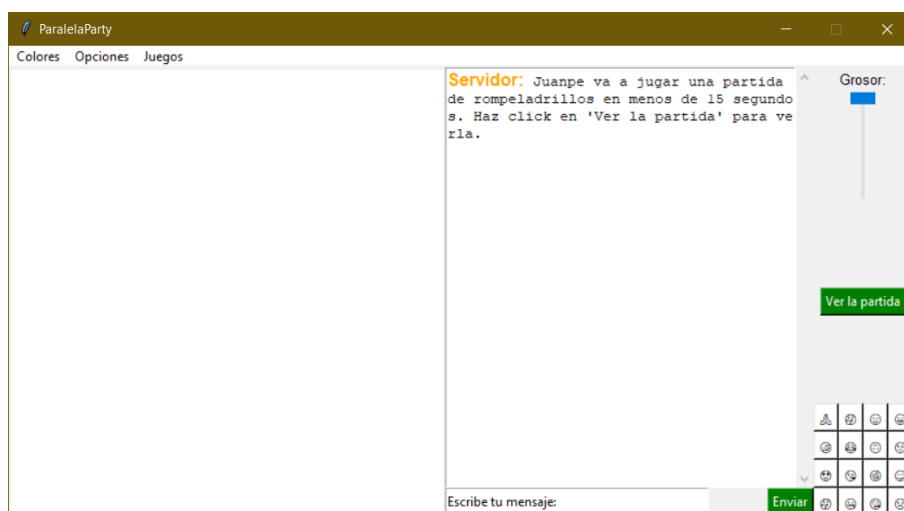 ParalelaParty
Colores Opciones Juegos
Servidor: Juanpe va a jugar una partida
de rompeladrillos en menos de 15 segundo
s. Haz click en 'Ver la partida' para ve
rla.
Grosor:
Ver la partida
Escribe tu mensaje:
Enviar